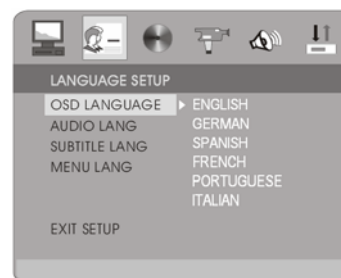 LANGUAGE SETUP
OSD LANGUAGE
ENGLISH
AUDIO LANG
GERMAN
SUBTITLE LANG
SPANISH
MENU LANG
FRENCH
PORTUGUESE
ITALIAN
EXIT SETUP